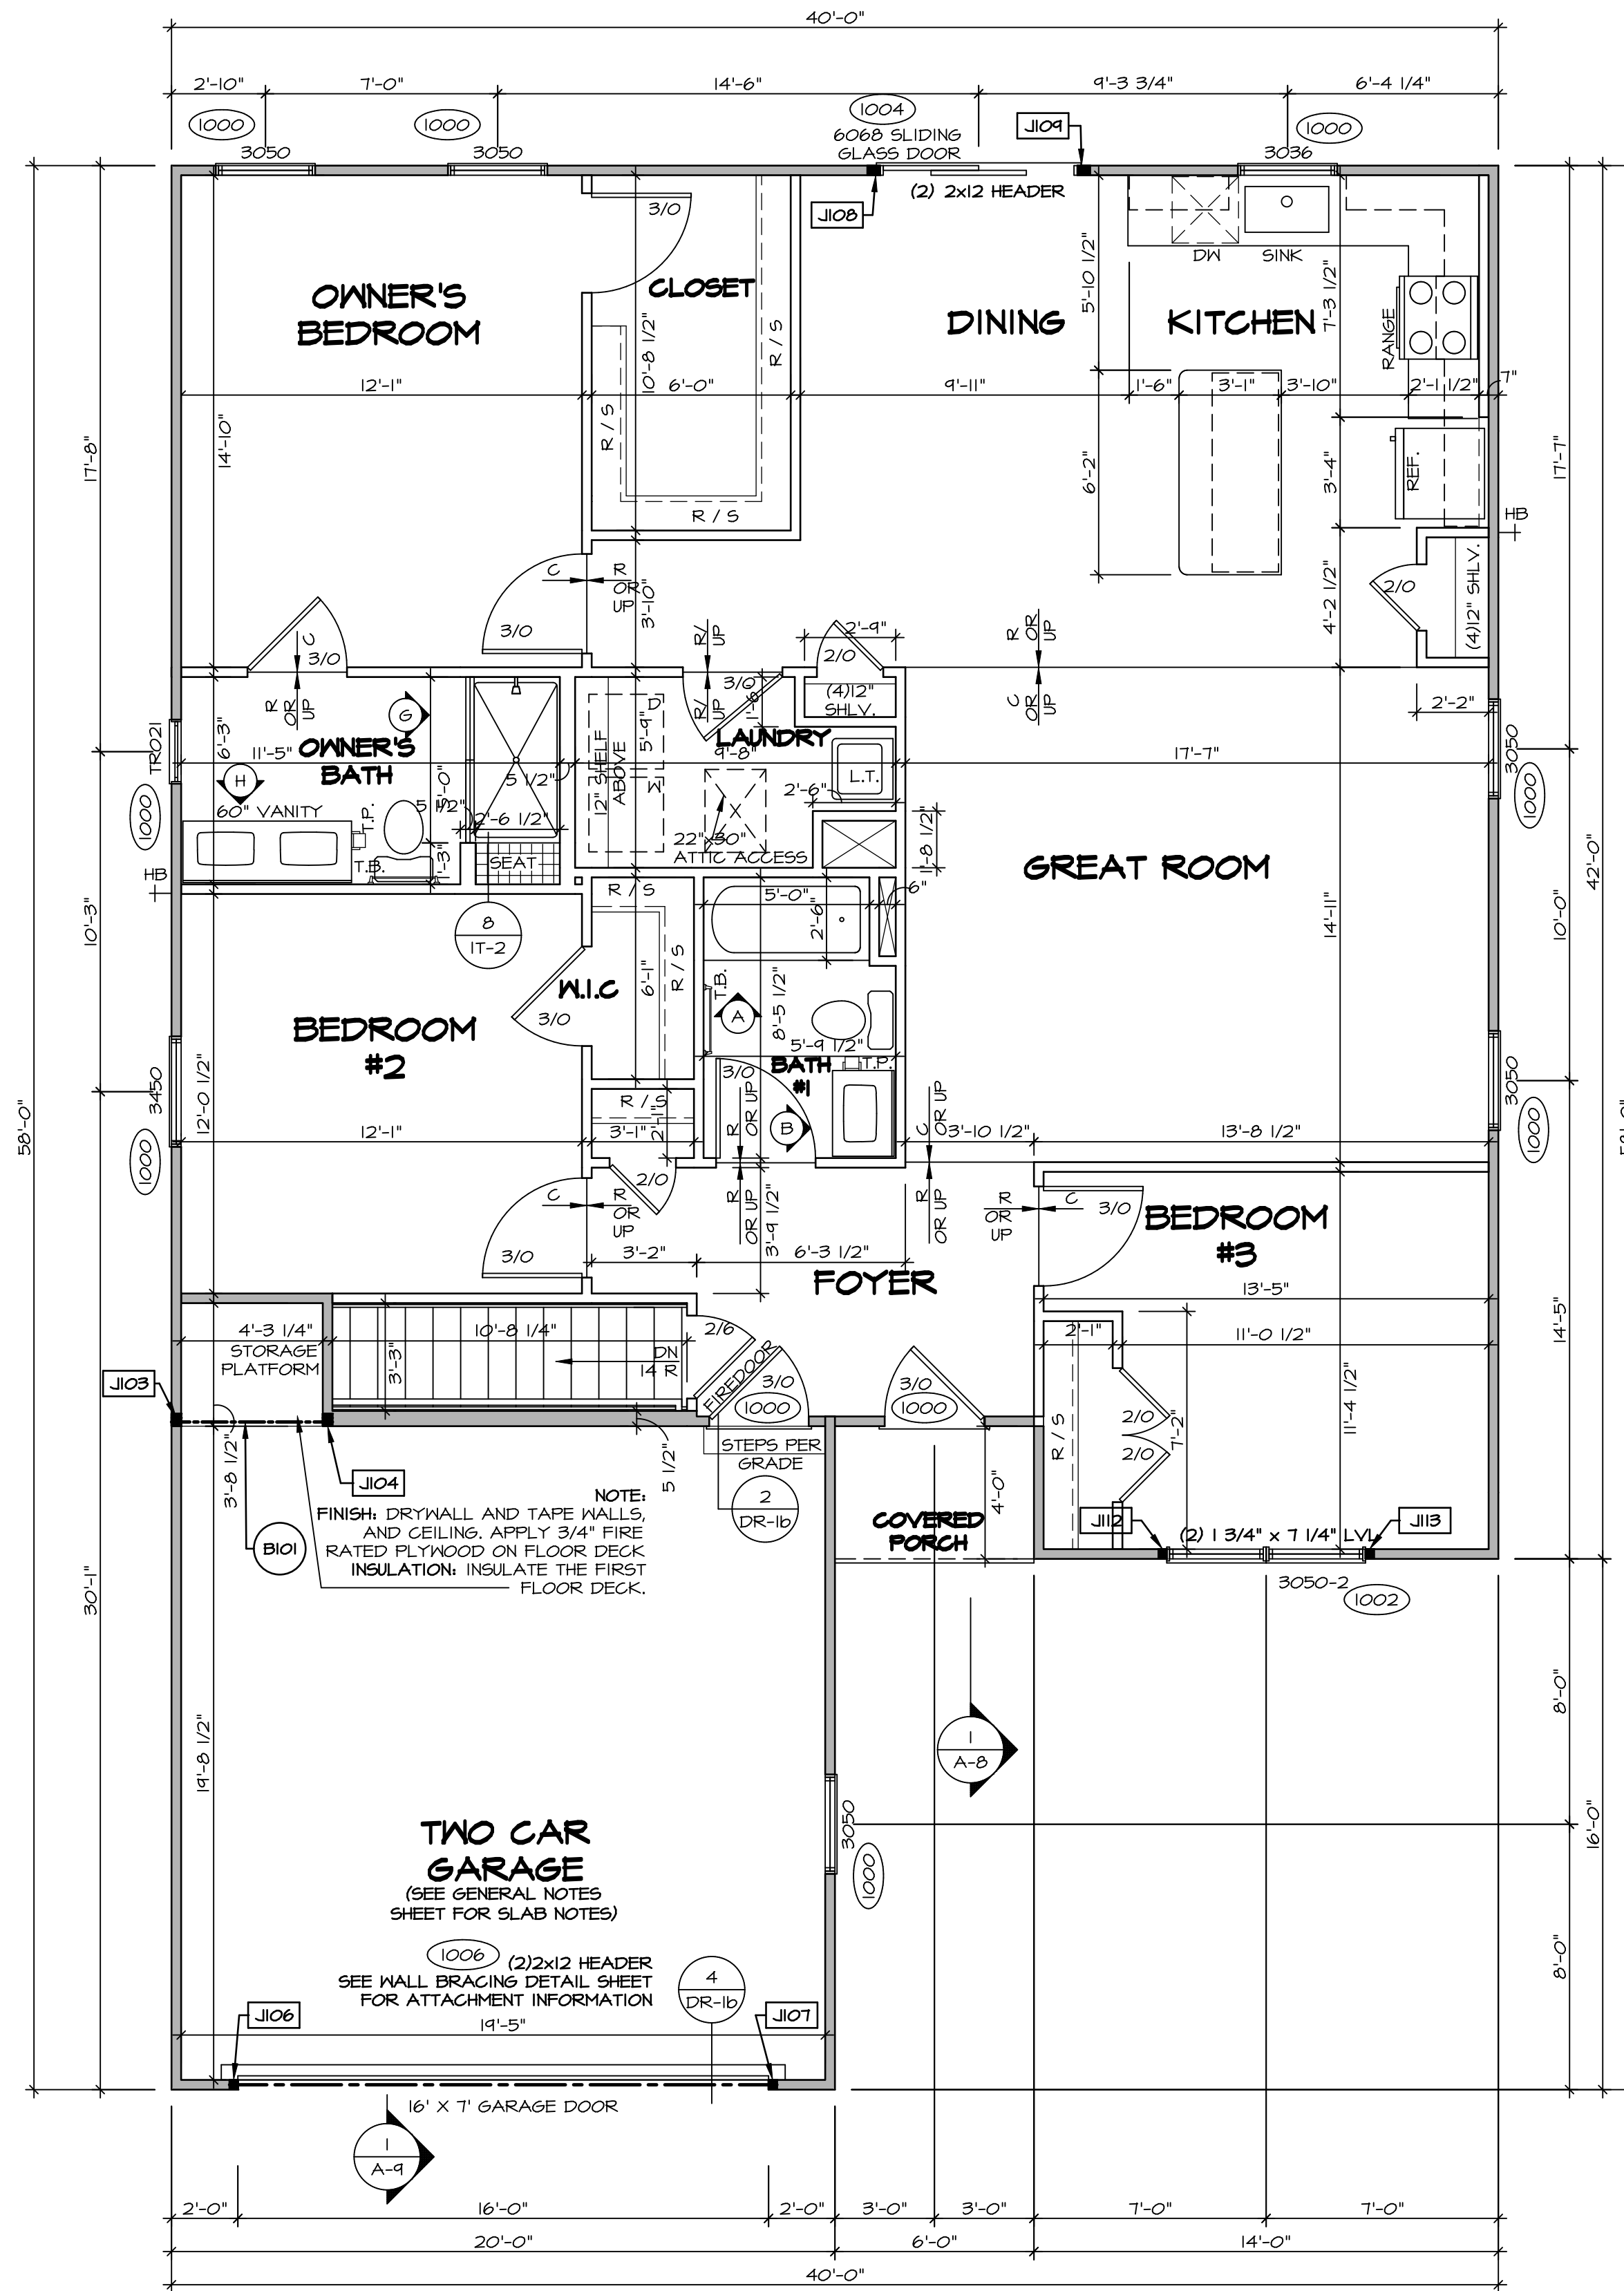 40'-0"
2'-10"
7'-0"
14'-6"
9'-3 3/4"
6'-4 1/4"
1000
1000
1004
J109
1000
3050
3050
6068 SLIDING
GLASS DOOR
3036
(2) 2x12 HEADER
J108
3/0
DW
SINK
OWNER'S
BEDROOM
CLOSET
DINING
KITCHEN
5'-10 1/2"
7'-3 1/2"
RANGE
10'-8 1/2"
R / S
12'-1"
6'-0"
9'-11"
1'-6"
3'-1"
3'-10"
2'-1 1/2"
7"
17'-8"
14'-10"
R / S
6'-2"
3'-4"
REF.
17'-7"
R / S
HB
C
R
OR
UP
3'-10"
3/0
2/0
4'-2 1/2"
(4)12" SHLV.
C
3/0
R/
UP
2'-9"
2/0
R
OR
UP
R
OR
UP
R/
UP
3/0
(4)12"
SHLV.
C
OR
UP
2'-2"
TR021
6'-3"
G
D
5'-9"
LAUNDRY
3050
11'-5"
OWNER'S
BATH
9'-8"
17'-7"
H
5'-0"
5 1/2"
12" SHELF
ABOVE
W
L.T.
1000
60" VANITY
T.P.
5 1/2"
2'-6 1/2"
2'-6"
1000
22"x30"
ATTIC ACCESS
1'-8 1/2"
42'-0"
T.B.
SEAT
HB
GREAT ROOM
R / S
5'-0"
6"
2'-6"
10'-3"
8
1T-2
14'-11"
10'-0"
W.I.C
6'-1"
R / S
T.B.
A
8'-5 1/2"
3/0
BEDROOM
#2
5'-9 1/2"
BATH
#1
T.P.
3/0
3450
12'-0 1/2"
R / S
2'-1"
R
OR UP
B
C
OR UP
3050
58'-0"
12'-1"
3'-1"
3'-10 1/2"
13'-8 1/2"
1000
1000
2/0
C
R
OR
UP
R
OR UP
3'-9 1/2"
R
OR UP
R
OR
UP
C
3/0
BEDROOM
#3
3/0
3'-2"
6'-3 1/2"
FOYER
13'-5"
4'-3 1/4"
STORAGE
PLATFORM
10'-8 1/4"
3'-3"
DN
14 R
2/6
FIREDOOR
3/0
1000
3/0
1000
2'-1"
11'-0 1/2"
14'-5"
J103
11'-4 1/2"
R / S
2/0
2/0
7'-2"
3'-8 1/2"
J104
5 1/2"
STEPS PER
GRADE
4'-0"
NOTE:
FINISH: DRYWALL AND TAPE WALLS,
AND CEILING. APPLY 3/4" FIRE
RATED PLYWOOD ON FLOOR DECK
INSULATION: INSULATE THE FIRST
FLOOR DECK.
B101
2
DR-1b
COVERED
PORCH
J112
J113
(2) 1 3/4" x 7 1/4" LVL
3050-2
1002
30'-1"
8'-0"
19'-8 1/2"
1
A-8
16'-0"
TWO CAR
GARAGE
(SEE GENERAL NOTES
SHEET FOR SLAB NOTES)
3050
1000
1006
(2)2x12 HEADER
SEE WALL BRACING DETAIL SHEET
FOR ATTACHMENT INFORMATION
4
DR-1b
8'-0"
J106
J107
19'-5"
16' X 7' GARAGE DOOR
1
A-9
2'-0"
16'-0"
2'-0"
3'-0"
3'-0"
7'-0"
7'-0"
20'-0"
6'-0"
14'-0"
40'-0"